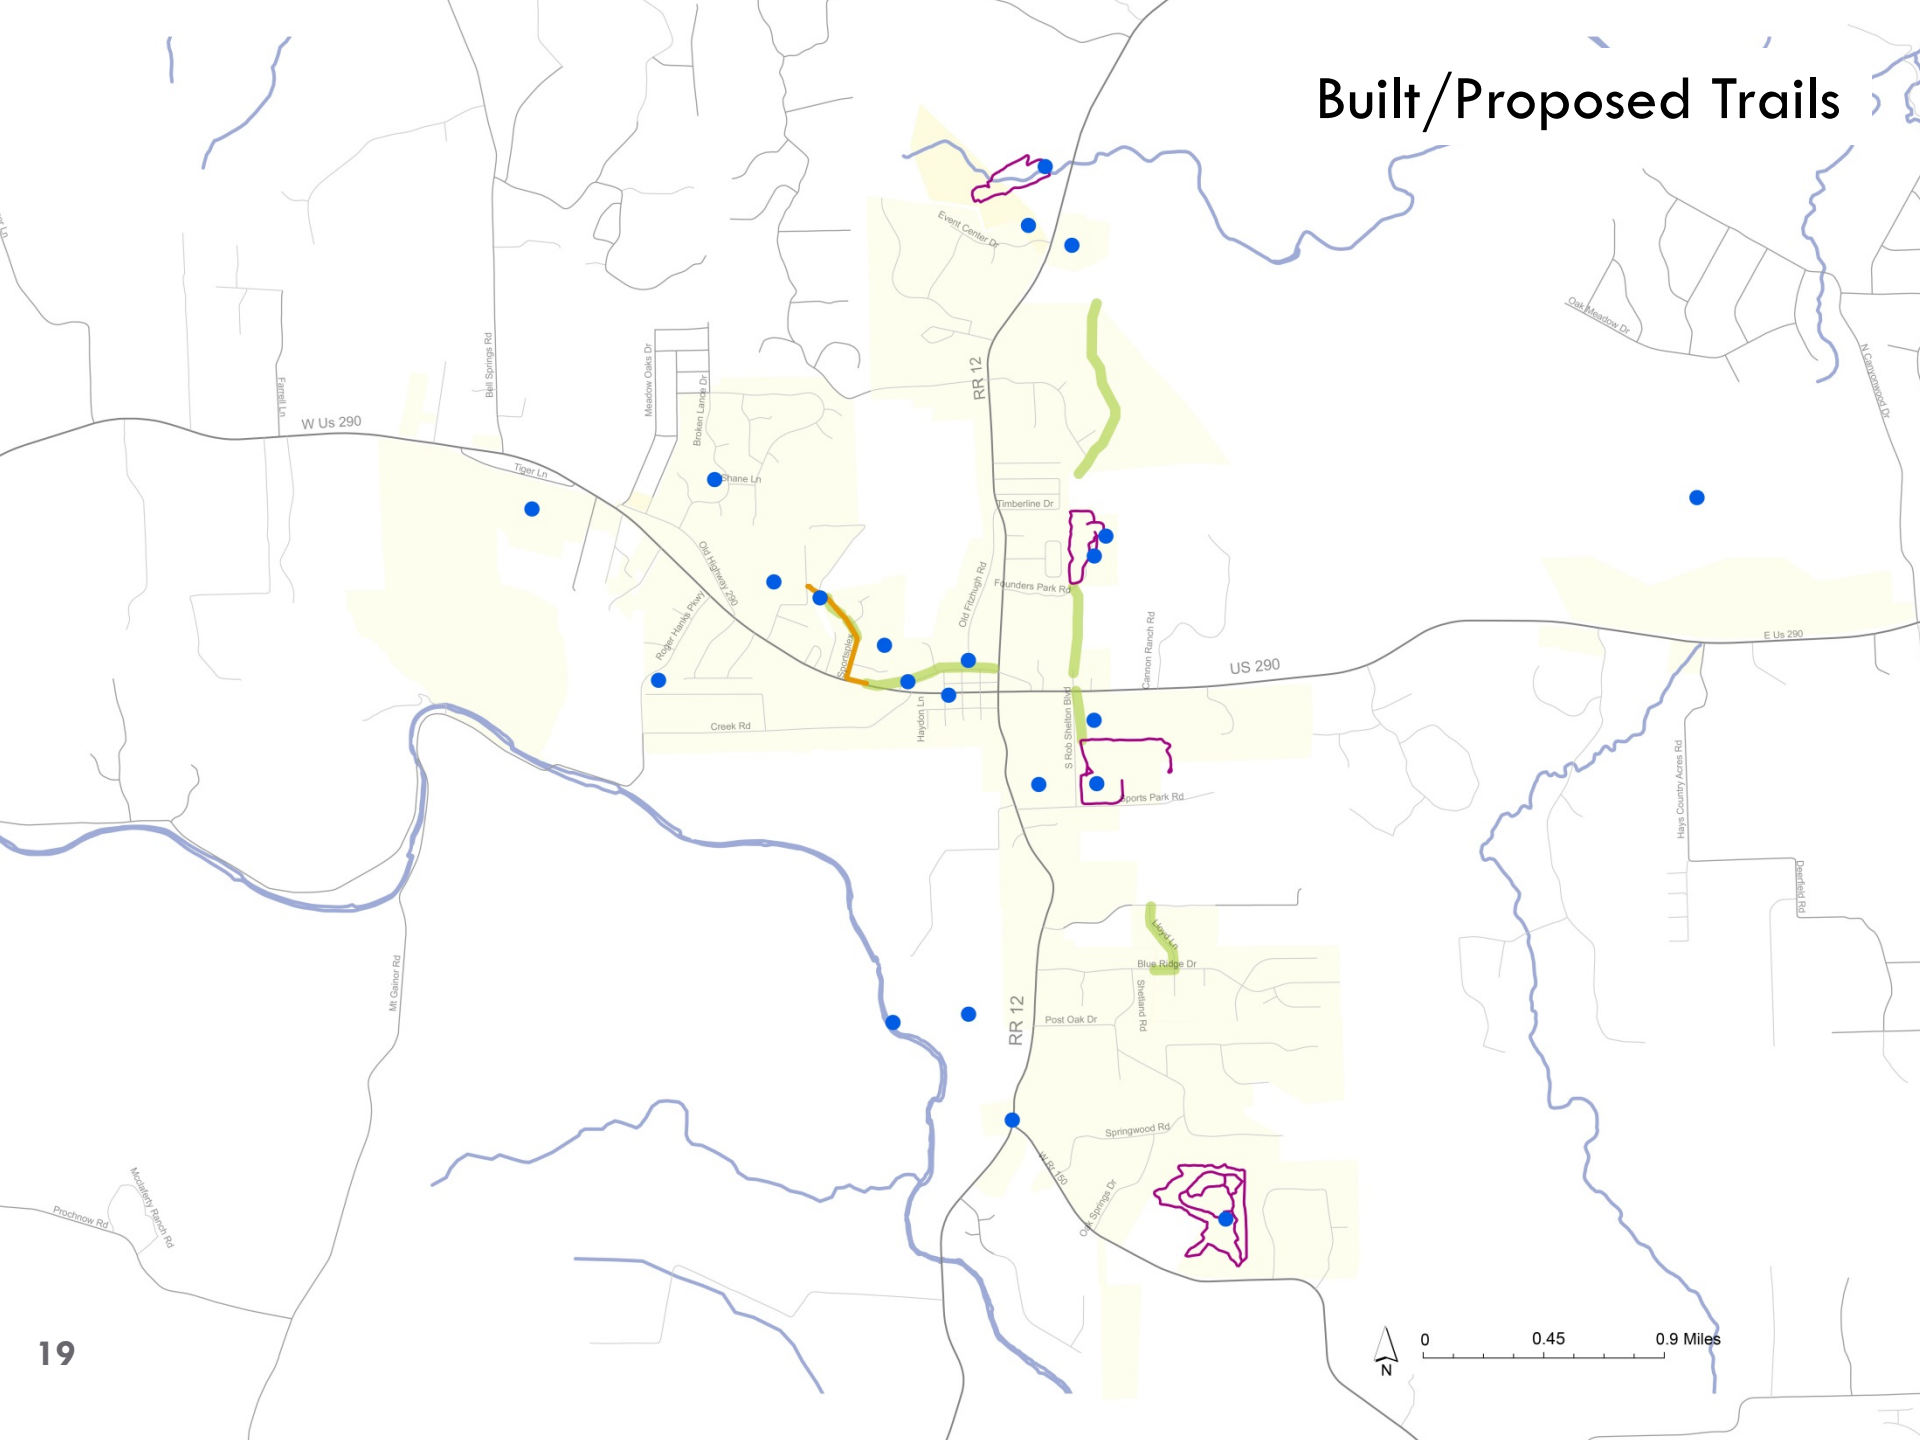 Built/Proposed Trails
Event Center Dr
Oak Meadow Dr
N Canyonwood Dr
Bell Springs Rd
Meadow Oaks Dr
Broken Lance Dr
RR 12
Farrell Ln
W Us 290
Tiger Ln
Shane Ln
Timberline Dr
Old Highway 290
Old Fitzhugh Rd
Founders Park Rd
Roger Hanks Pkwy
Sportsplex
Cannon Ranch Rd
US 290
E Us 290
Creek Rd
Haydon Ln
S Rob Shelton Blvd
Sports Park Rd
Hays Country Acres Rd
Deerfield Rd
Lloyd Ln
Blue Ridge Dr
Mt Gainor Rd
Shetland Rd
RR 12
Post Oak Dr
Springwood Rd
W Rr 150
Oak Springs Dr
Mcclaferty Ranch Rd
Prochnow Rd
0 0.45 0.9 Miles
N
19